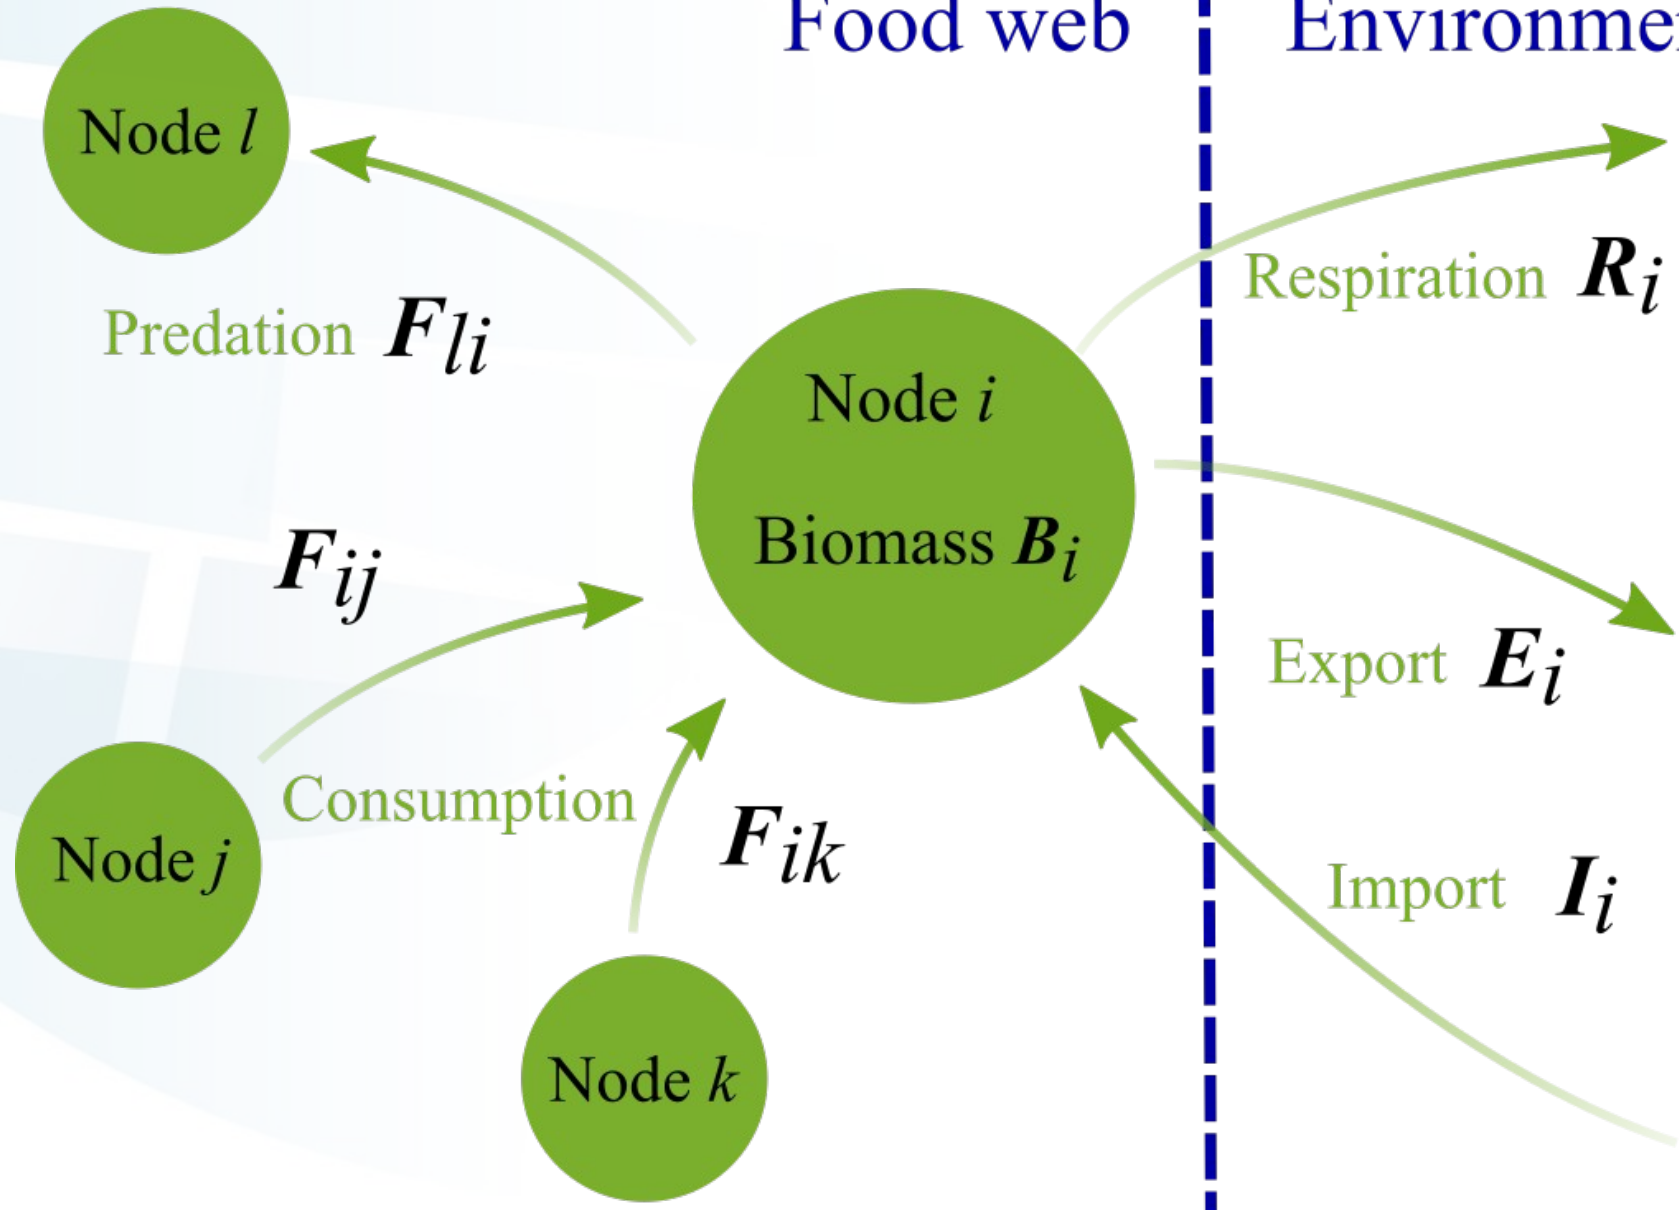 Food web
Environme
Node l
Respiration R_i
Predation F_li
Node i
Biomass B_i
F_ij
Export E_i
Consumption
F_ik
Node j
Import I_i
Node k